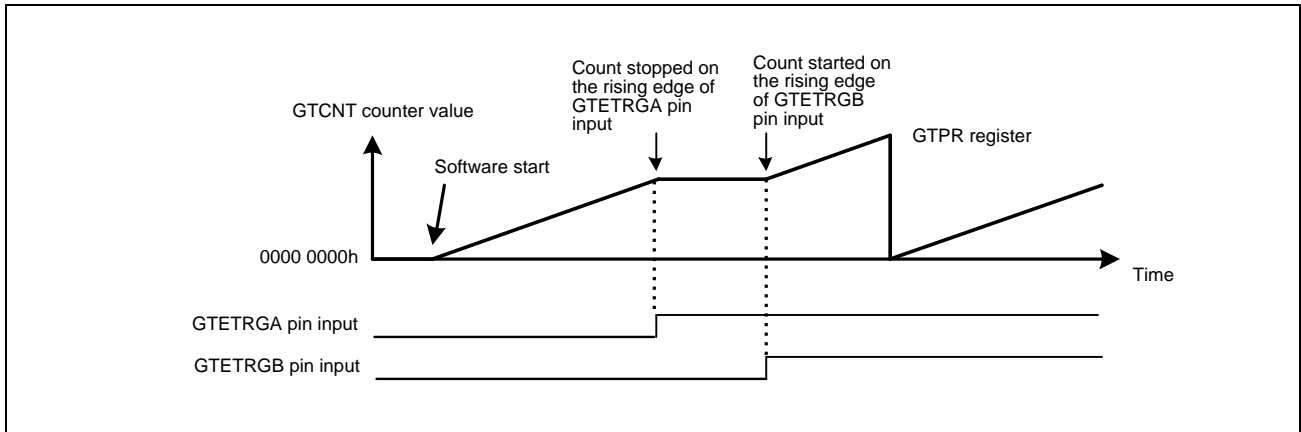 Count stopped on
the rising edge of
GTETRGA pin
input
Count started on
the rising edge
of GTETRGB
pin input
GTCNT counter value
GTPR register
Software start
0000 0000h
Time
GTETRGA pin input
GTETRGB pin input